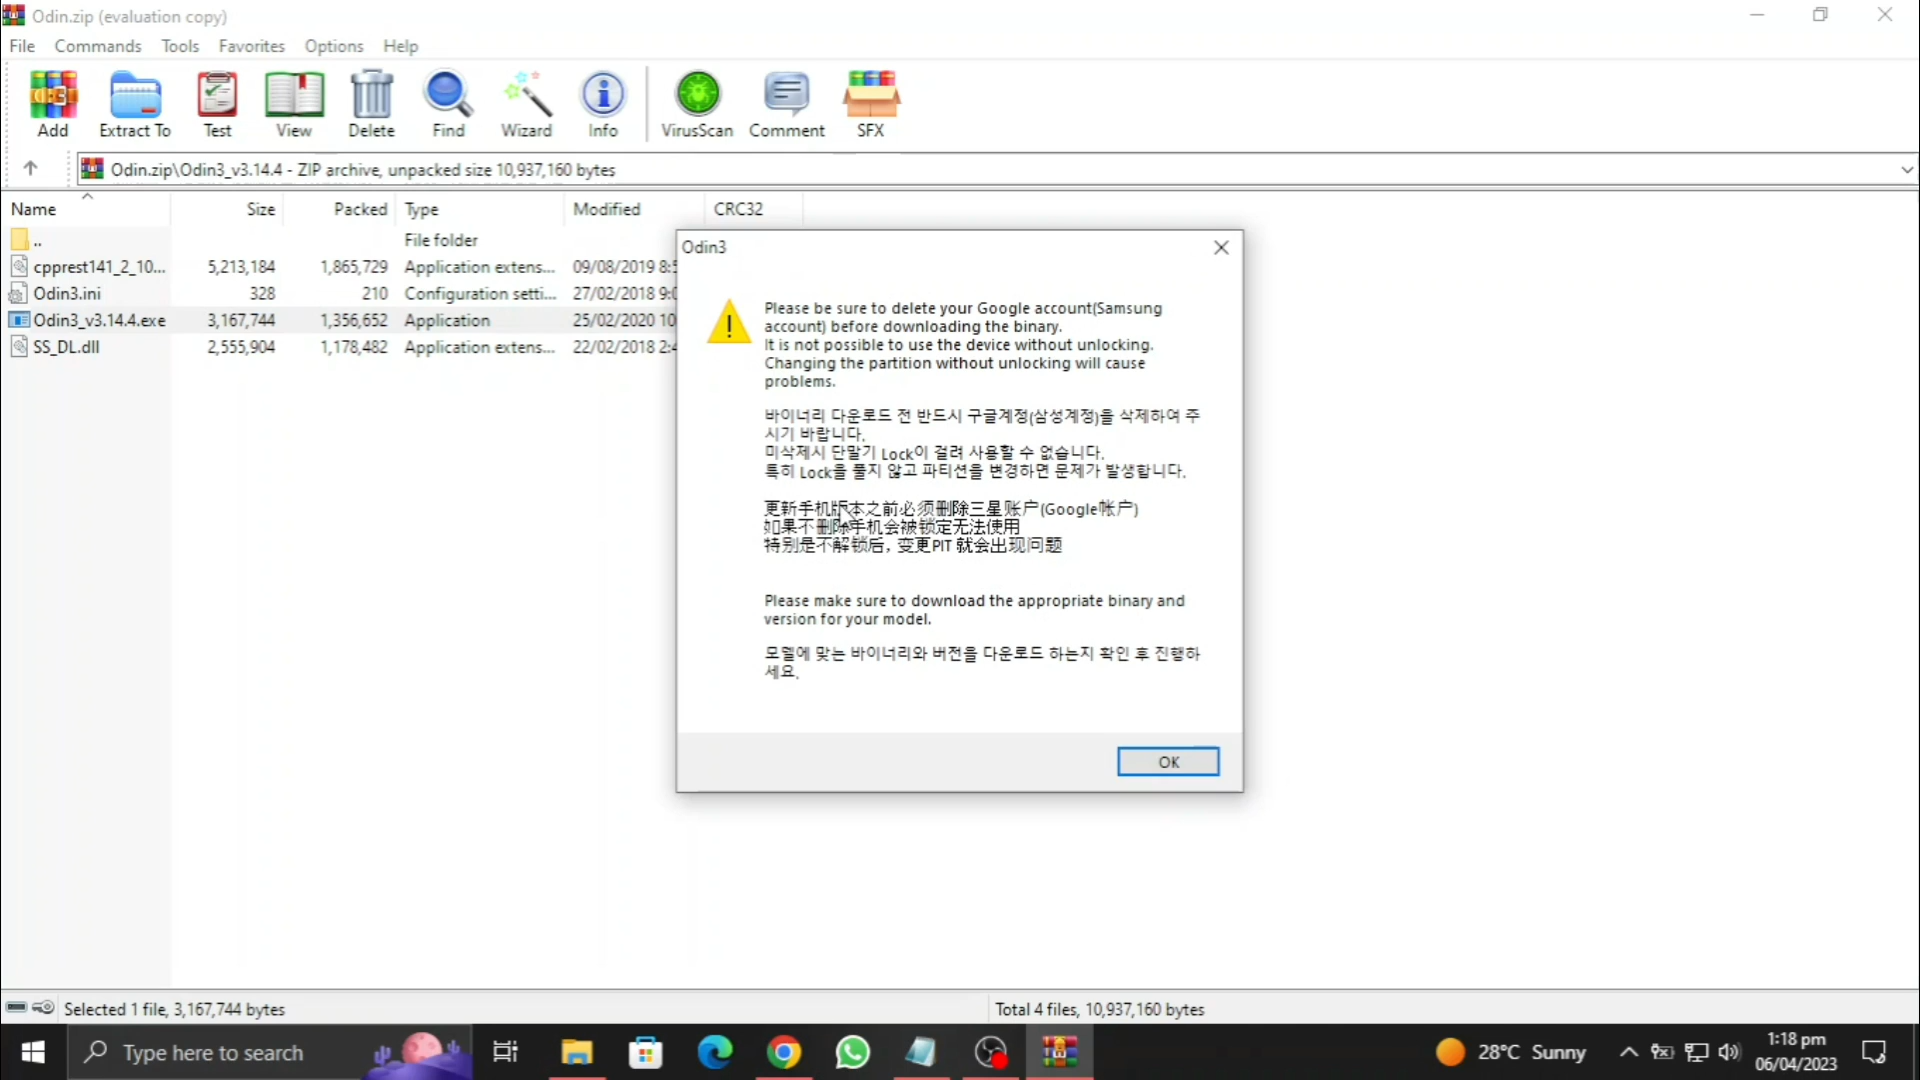 Odin.zip (evaluation copy)
File Commands Tools Favorites Options Help
Add Extract To Test View Delete Find Wizard Info VirusScan Comment SFX
Odin.zip\Odin3_v3.14.4 - ZIP archive, unpacked size 10,937,160 bytes
Name Size Packed Type Modified CRC32
.. File folder
cpprest141_2_10... 5,213,184 1,865,729 Application extens... 09/08/2019 8:5
Odin3.ini 328 210 Configuration setti... 27/02/2018 9:0
Odin3_v3.14.4.exe 3,167,744 1,356,652 Application 25/02/2020 10
SS_DL.dll 2,555,904 1,178,482 Application extens... 22/02/2018 2:4
Odin3
Please be sure to delete your Google account(Samsung
account) before downloading the binary.
It is not possible to use the device without unlocking.
Changing the partition without unlocking will cause
problems.
바이너리 다운로드 전 반드시 구글계정(삼성계정)을 삭제하여 주
시기 바랍니다.
미삭제시 단말기 Lock이 걸려 사용할 수 없습니다.
특히 Lock을 풀지 않고 파티션을 변경하면 문제가 발생합니다.
更新手机版本之前必须删除三星账户(Google帐户)
如果不删除手机会被锁定无法使用
特别是不解锁后, 变更PIT 就会出现问题
Please make sure to download the appropriate binary and
version for your model.
모델에 맞는 바이너리와 버전을 다운로드 하는지 확인 후 진행하
세요.
OK
Selected 1 file, 3,167,744 bytes Total 4 files, 10,937,160 bytes
Type here to search 28°C Sunny 1:18 pm
06/04/2023